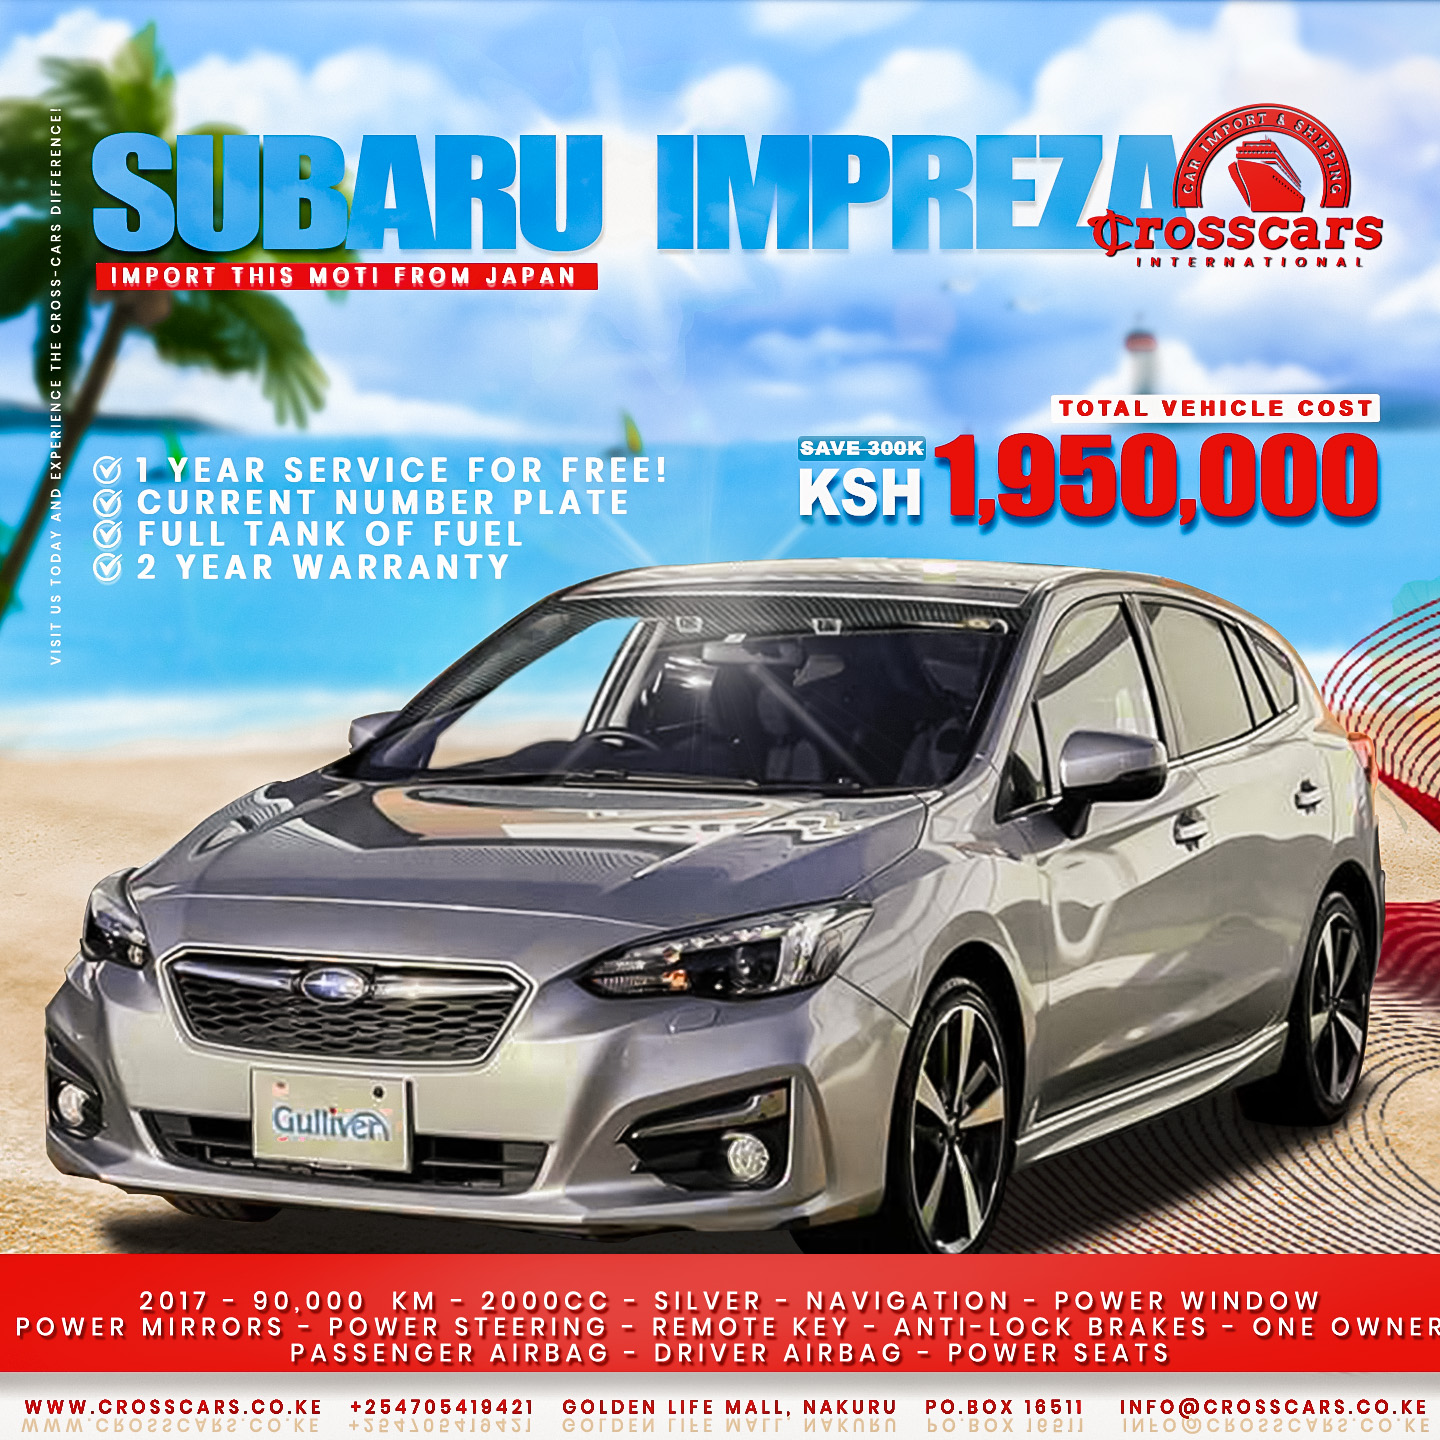 SUBARU IMPREZA
IMPORT THIS MOTI FROM JAPAN
CAR IMPORT & SHIPPING
Crosscars
INTERNATIONAL
VISIT US TODAY AND EXPERIENCE THE CROSS-CARS DIFFERENCE!
TOTAL VEHICLE COST
SAVE 300K
KSH 1,950,000
1 YEAR SERVICE FOR FREE!
CURRENT NUMBER PLATE
FULL TANK OF FUEL
2 YEAR WARRANTY
Gulliver
2017 - 90,000 KM - 2000CC - SILVER - NAVIGATION - POWER WINDOW
POWER MIRRORS - POWER STEERING - REMOTE KEY - ANTI-LOCK BRAKES - ONE OWNER
PASSENGER AIRBAG - DRIVER AIRBAG - POWER SEATS
WWW.CROSSCARS.CO.KE +254705419421 GOLDEN LIFE MALL, NAKURU PO.BOX 16511 INFO@CROSSCARS.CO.KE